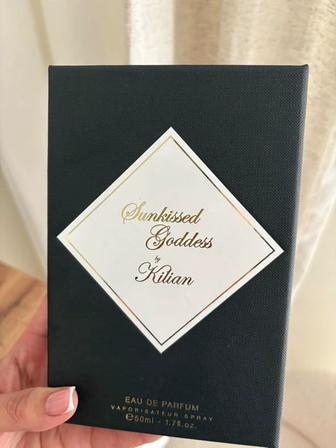 Sunkissed
Goddess
by
Kilian
EAU DE PARFUM
VAPORISATEUR SPRAY
℮50ml - 1.7fl.oz.